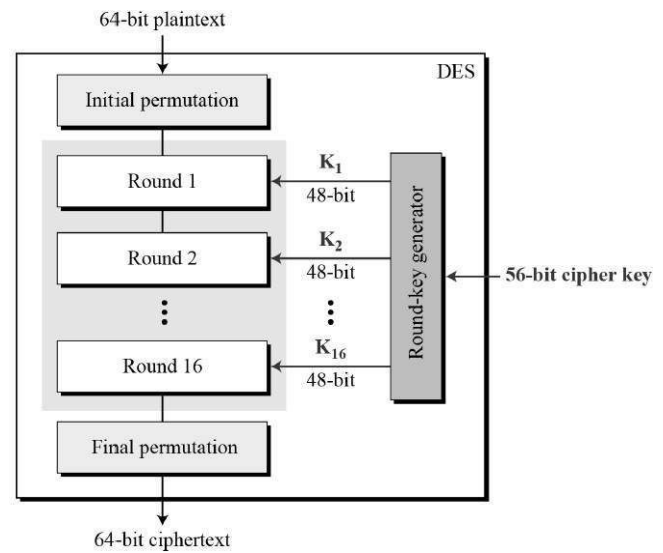 64-bit plaintext
DES
Initial permutation
Round 1
K1
48-bit
Round 2
K2
48-bit
Round-key generator
56-bit cipher key
Round 16
K16
48-bit
Final permutation
64-bit ciphertext